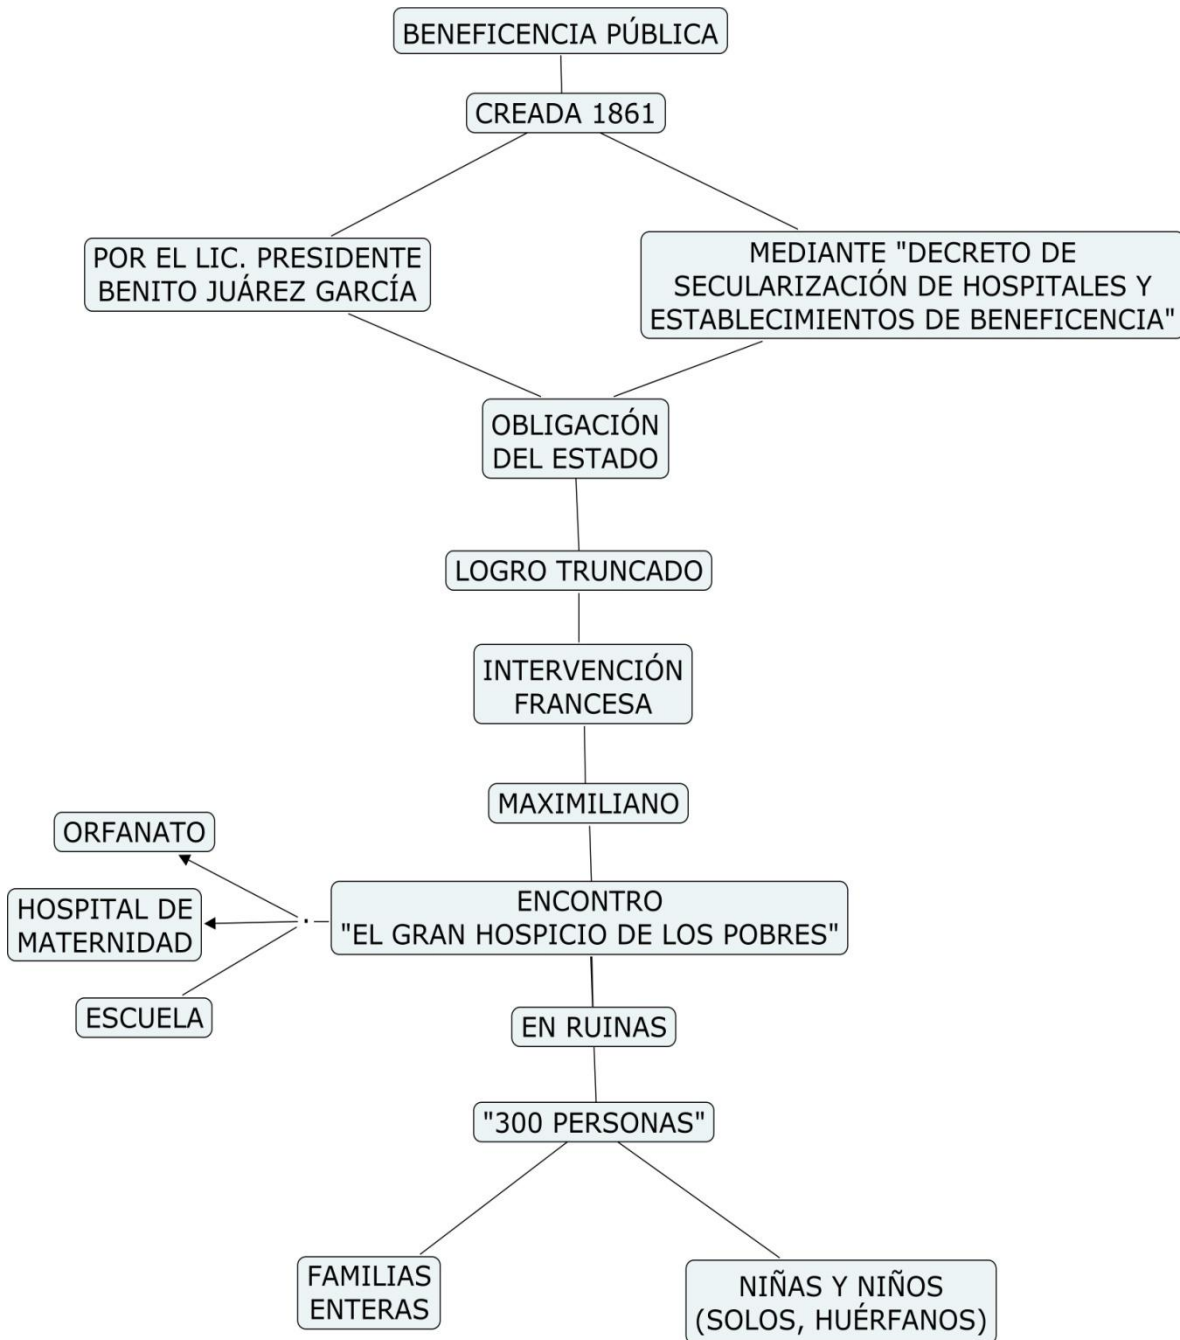 BENEFICENCIA PÚBLICA
CREADA 1861
POR EL LIC. PRESIDENTE
BENITO JUÁREZ GARCÍA
MEDIANTE "DECRETO DE
SECULARIZACIÓN DE HOSPITALES Y
ESTABLECIMIENTOS DE BENEFICENCIA"
OBLIGACIÓN
DEL ESTADO
LOGRO TRUNCADO
INTERVENCIÓN
FRANCESA
MAXIMILIANO
ORFANATO
HOSPITAL DE
MATERNIDAD
ESCUELA
ENCONTRO
"EL GRAN HOSPICIO DE LOS POBRES"
EN RUINAS
"300 PERSONAS"
FAMILIAS
ENTERAS
NIÑAS Y NIÑOS
(SOLOS, HUÉRFANOS)